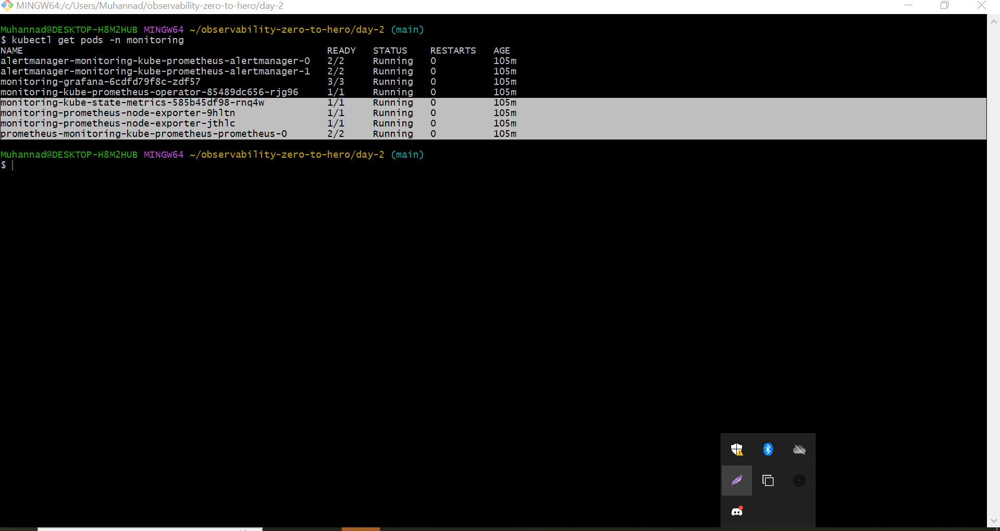 MINGW64:/c/Users/Muhannad/observability-zero-to-hero/day-2
Muhannad@DESKTOP-H8M2HUB MINGW64 ~/observability-zero-to-hero/day-2 (main)
$ kubectl get pods -n monitoring
NAME READY STATUS RESTARTS AGE
alertmanager-monitoring-kube-prometheus-alertmanager-0 2/2 Running 0 105m
alertmanager-monitoring-kube-prometheus-alertmanager-1 2/2 Running 0 105m
monitoring-grafana-6cdfd79f8c-zdf57 3/3 Running 0 105m
monitoring-kube-prometheus-operator-85489dc656-rjg96 1/1 Running 0 105m
monitoring-kube-state-metrics-585b45df98-rnq4w 1/1 Running 0 105m
monitoring-prometheus-node-exporter-9hltn 1/1 Running 0 105m
monitoring-prometheus-node-exporter-jthlc 1/1 Running 0 105m
prometheus-monitoring-kube-prometheus-prometheus-0 2/2 Running 0 105m
Muhannad@DESKTOP-H8M2HUB MINGW64 ~/observability-zero-to-hero/day-2 (main)
$